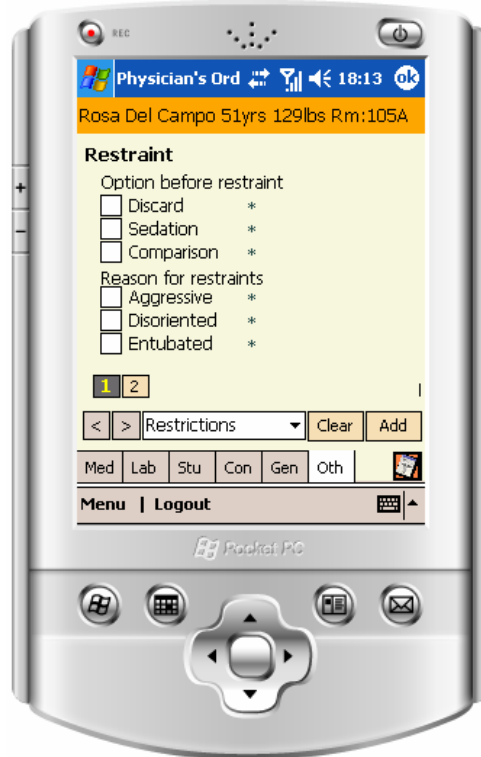 REC
Physician's Ord 18:13 ok
Rosa Del Campo 51yrs 129lbs Rm:105A
Restraint
Option before restraint
Discard *
Sedation *
Comparison *
Reason for restraints
Aggressive *
Disoriented *
Entubated *
1 2
< > Restrictions Clear Add
Med Lab Stu Con Gen Oth
Menu | Logout
Pocket PC